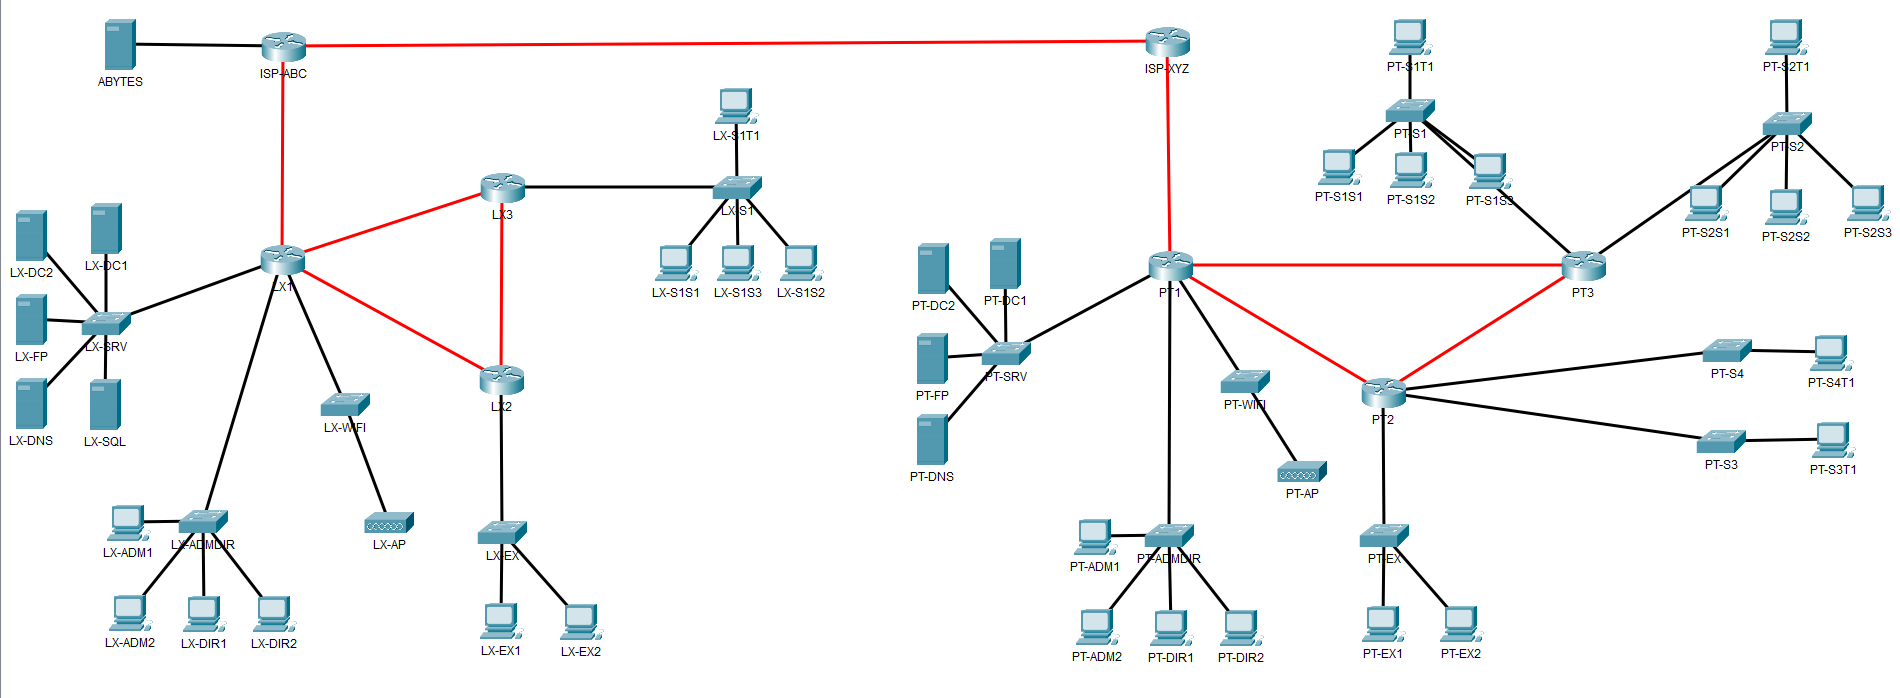 ABYTES
ISP-ABC
ISP-XYZ
PT-S1T1
PT-S2T1
LX-S1T1
PT-S1
PT-S2
PT-S1S1
PT-S1S2
PT-S1S3
PT-S2S1
PT-S2S2
PT-S2S3
LX3
LX-S1
LX-DC2
LX-DC1
LX1
LX-S1S1
LX-S1S3
LX-S1S2
PT-DC2
PT-DC1
PT1
PT3
LX-FP
LX-SRV
PT-FP
PT-SRV
PT-WIFI
PT-S4
PT-S4T1
LX-DNS
LX-SQL
LX-WIFI
LX2
PT2
PT-DNS
PT-AP
PT-S3
PT-S3T1
LX-ADM1
LX-ADMDIR
LX-AP
LX-EX
PT-ADM1
PT-ADMDIR
PT-EX
LX-ADM2
LX-DIR1
LX-DIR2
LX-EX1
LX-EX2
PT-ADM2
PT-DIR1
PT-DIR2
PT-EX1
PT-EX2